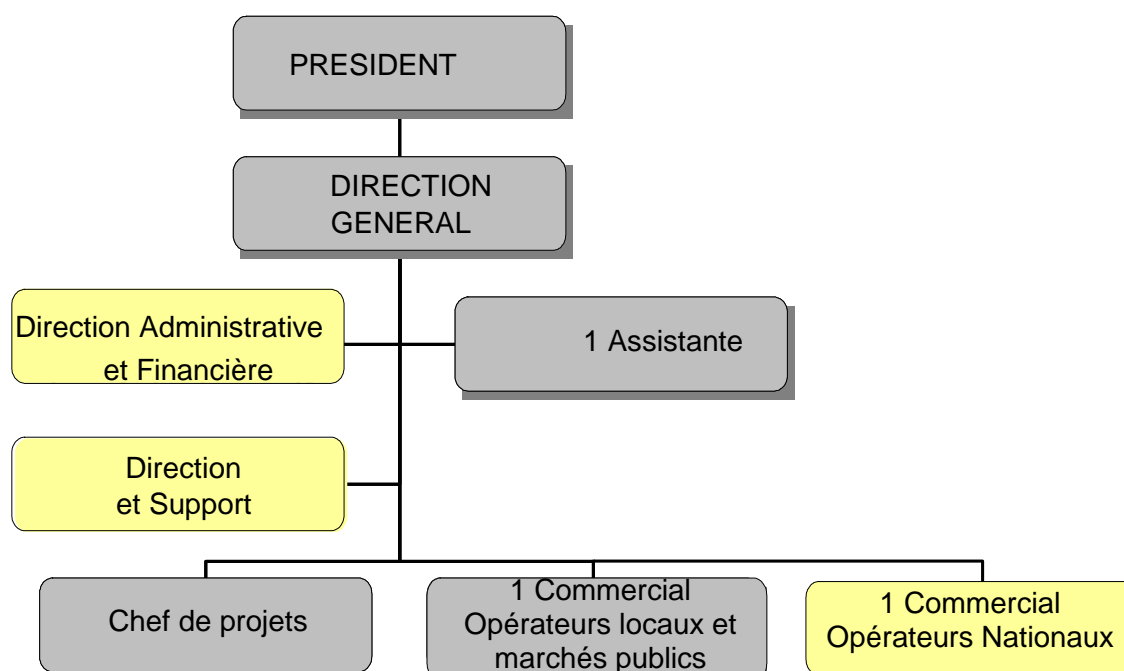 PRESIDENT
DIRECTION
GENERAL
Direction Administrative
et Financière
1 Assistante
Direction
et Support
Chef de projets
1 Commercial
Opérateurs locaux et
marchés publics
1 Commercial
Opérateurs Nationaux